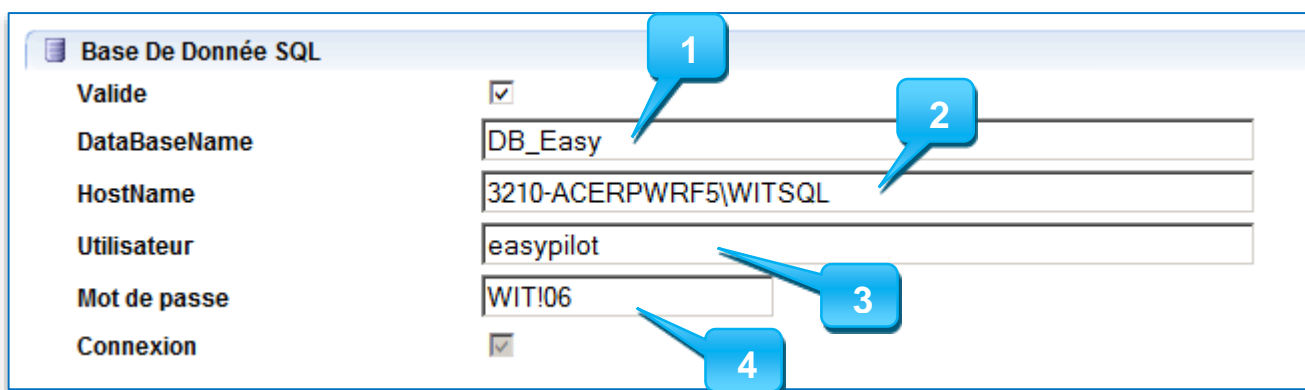 Base De Donnée SQL
1
Valide
DataBaseName DB_Easy
2
HostName 3210-ACERPWRF5\WITSQL
Utilisateur easypilot
3
Mot de passe WIT!06
Connexion
4